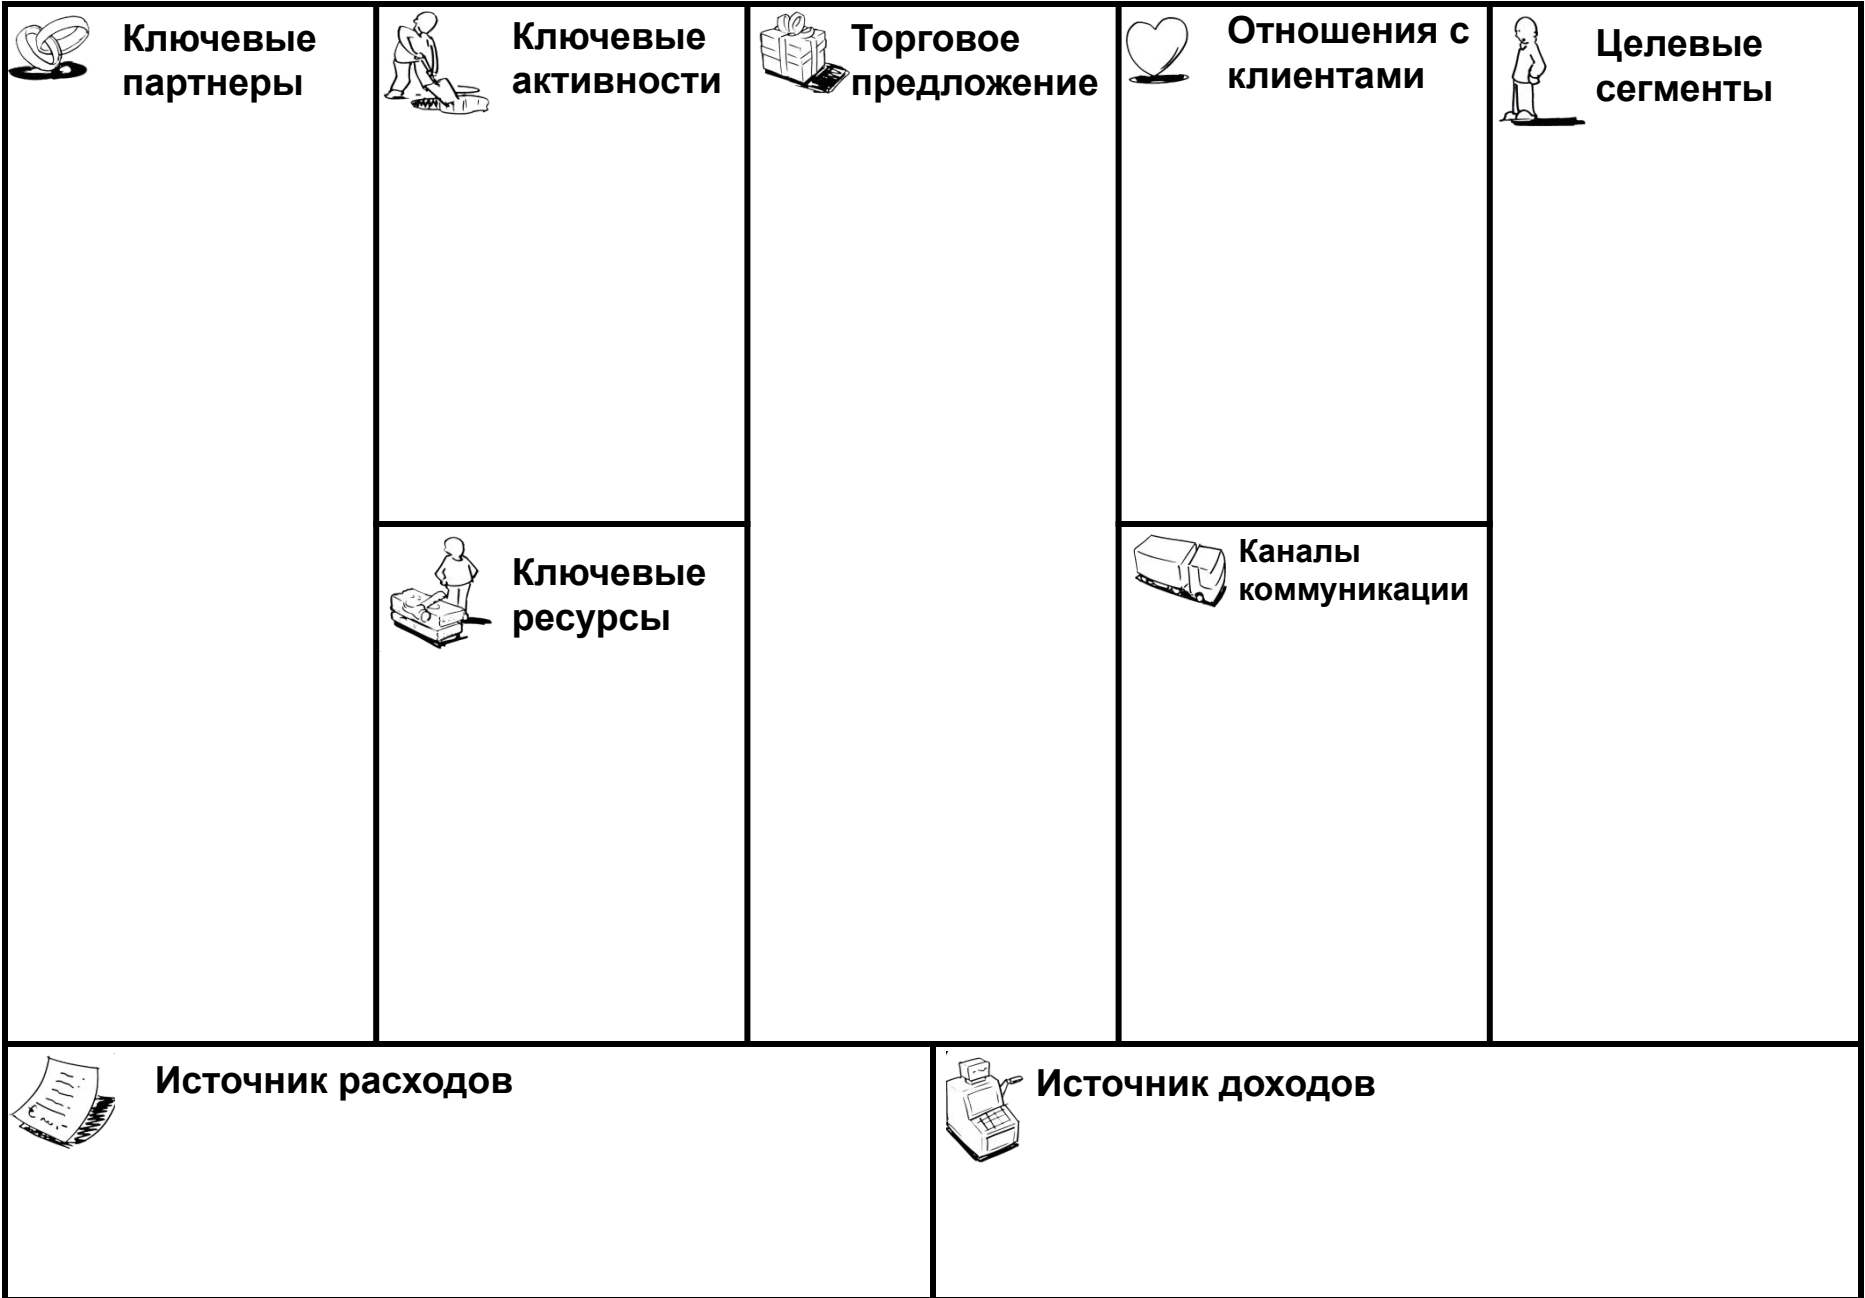 Ключевые
партнеры
Ключевые
активности
Ключевые
ресурсы
Торговое
предложение
Отношения с
клиентами
Каналы
коммуникации
Целевые
сегменты
Источник расходов
Источник доходов